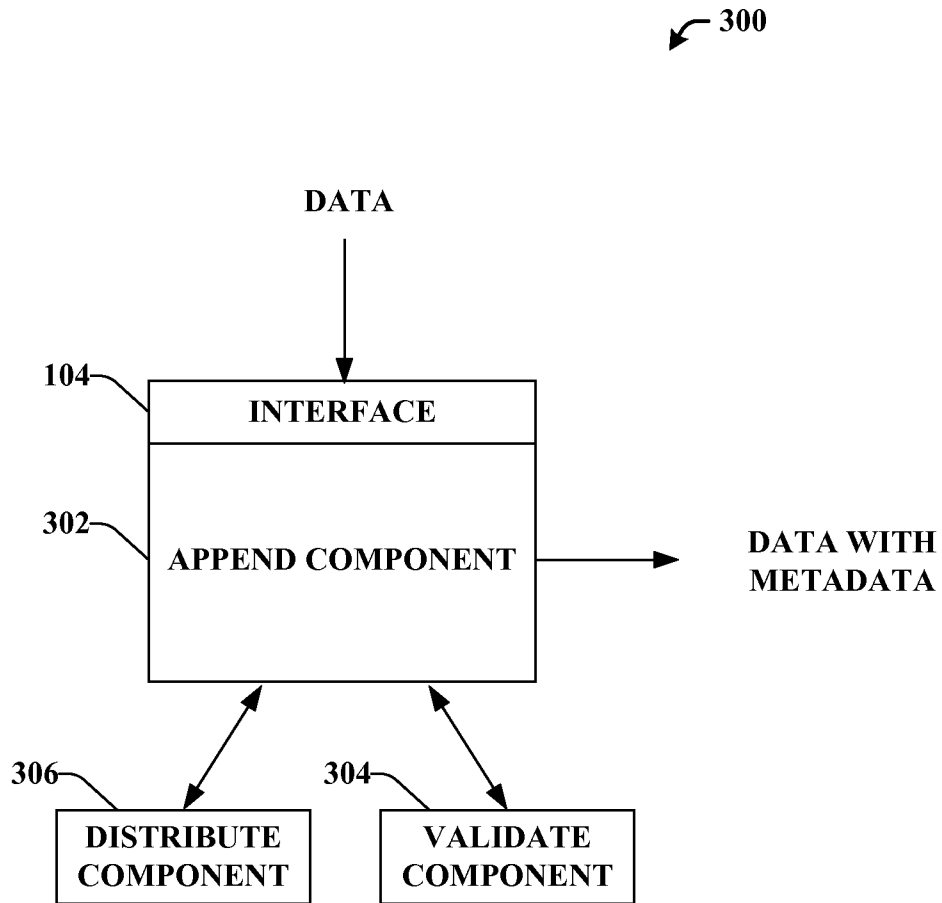 300
DATA
104
INTERFACE
302
APPEND COMPONENT
DATA WITH
METADATA
306
304
DISTRIBUTE
COMPONENT
VALIDATE
COMPONENT